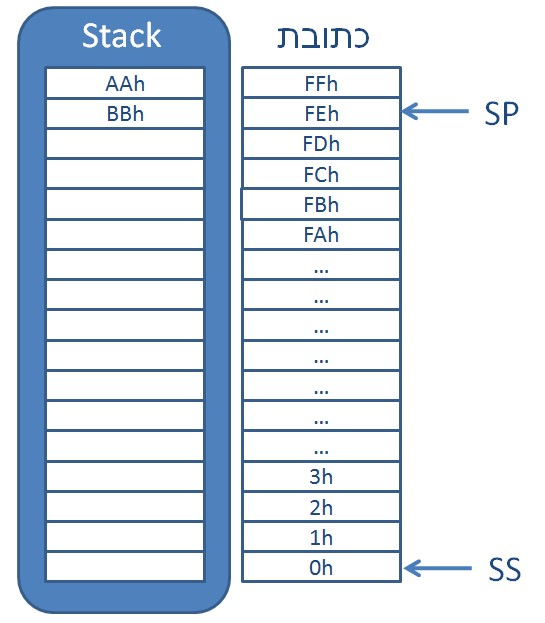 Stack כתובת
AAh FFh
BBh FEh SP
FDh
FCh
FBh
FAh
...
...
...
...
...
...
...
3h
2h
1h
0h SS